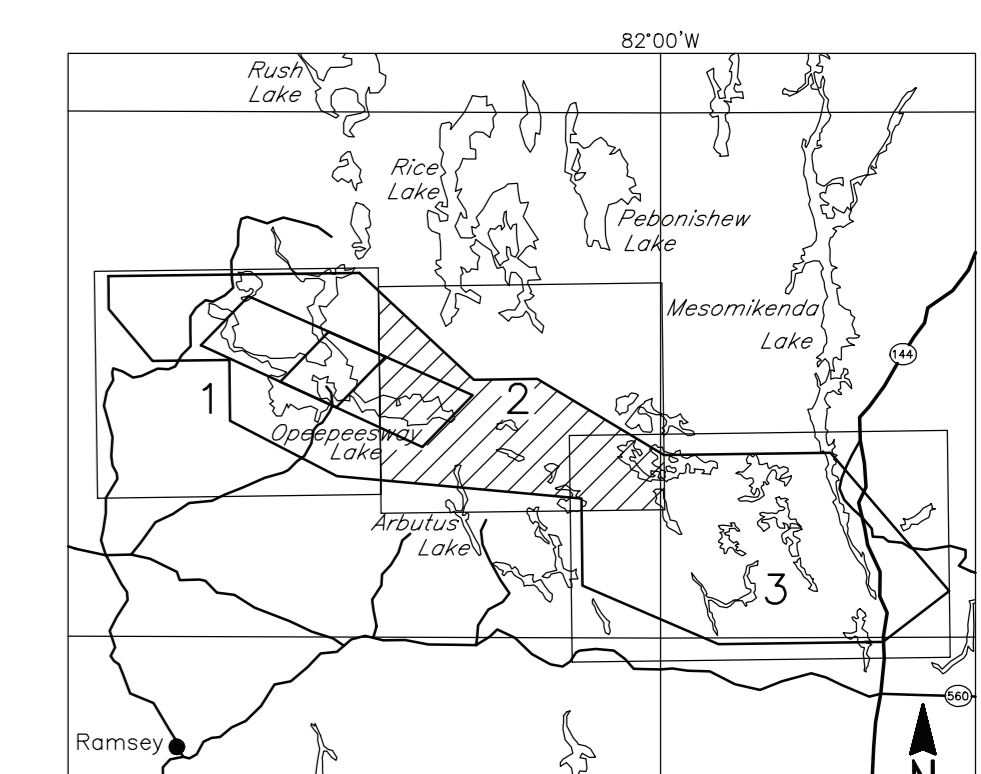 82°00'W
Rush
Lake
Rice
Lake
Pebonishew
Lake
Mesomikenda
Lake
144
1
2
Opeepeesway
Lake
Arbutus
Lake
3
560
Ramsey
N